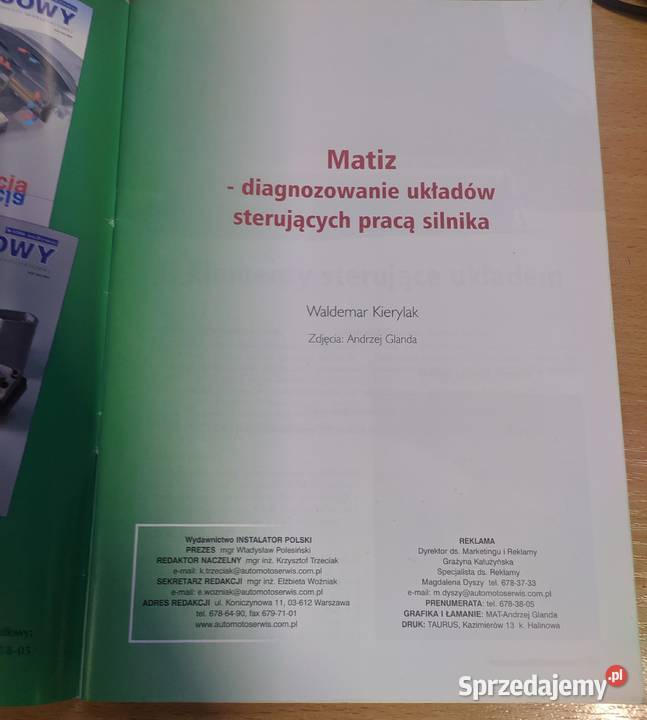 OWY
Matiz
- diagnozowanie układów
sterujących pracą silnika
Waldemar Kierylak
Zdjęcia: Andrzej Glanda
Wydawnictwo INSTALATOR POLSKI
PREZES mgr Władysław Polesiński
REDAKTOR NACZELNY mgr inż. Krzysztof Trzeciak
e-mail: k.trzeciak@automotoserwis.com.pl
SEKRETARZ REDAKCJI mgr inż. Elżbieta Woźniak
e-mail: e.wozniak@automotoserwis.com.pl
ADRES REDAKCJI ul. Koniczynowa 11, 03-612 Warszawa
tel. 678-64-90, fax 679-71-01
www.automotoserwis.com.pl
REKLAMA
Dyrektor ds. Marketingu i Reklamy
Grażyna Kałużyńska
Specjalista ds. Reklamy
Magdalena Dyszy tel. 678-37-33
e-mail: m.dyszy@automotoserwis.com.pl
PRENUMERATA: tel. 678-38-05
GRAFIKA I ŁAMANIE: MAT-Andrzej Glanda
DRUK: TAURUS, Kazimierów 13 k. Halinowa
Sprzedajemy.pl